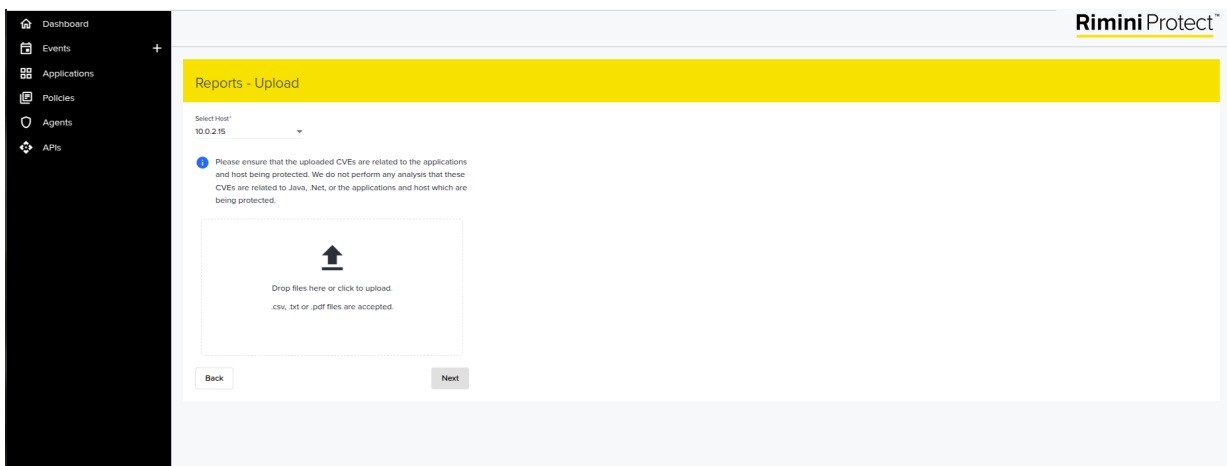 Dashboard
Rimini Protect™
Events
Applications
Policies
Agents
APIs
Reports - Upload
Select Host*
10.0.2.15
Please ensure that the uploaded CVEs are related to the applications
and host being protected. We do not perform any analysis that these
CVEs are related to Java, .Net, or the applications and host which are
being protected.
Drop files here or click to upload.
.csv, .txt or .pdf files are accepted.
Back
Next